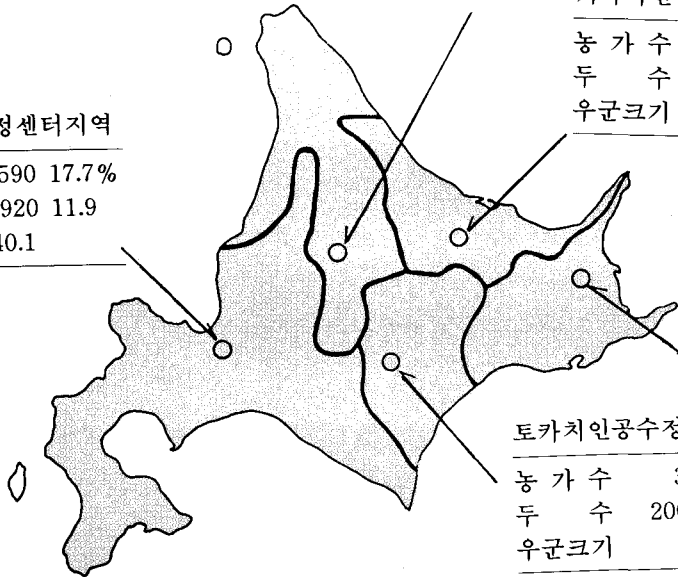 농 가 수
두 수
우군크기
정센터지역
590 17.7%
920 11.9
40.1
토카치인공수정
농 가 수
두 수 200
우군크기